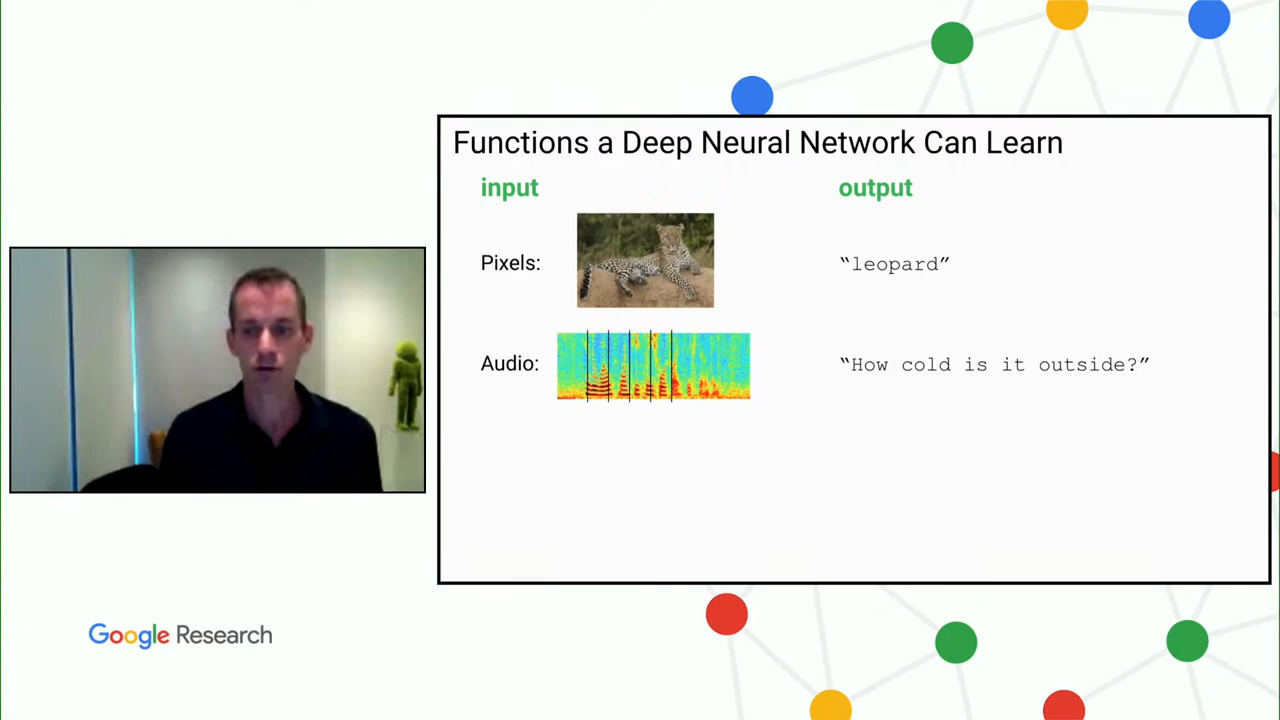 Functions a Deep Neural Network Can Learn
input output
Pixels: “leopard”
Audio: “How cold is it outside?”
Google Research